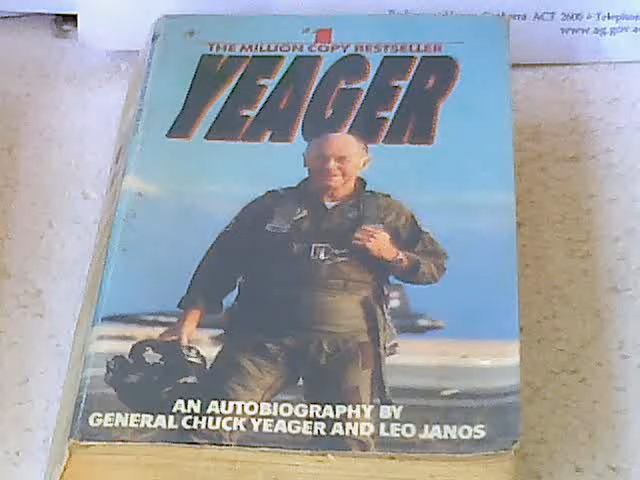 ACT 2600 • Telephone
www.ag.gov.a
#1
THE MILLION COPY BESTSELLER
YEAGER
AN AUTOBIOGRAPHY BY
GENERAL CHUCK YEAGER AND LEO JANOS